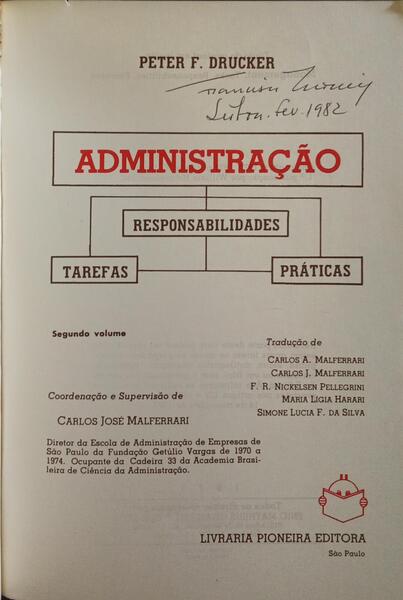 PETER F. DRUCKER
Lisboa. Fev. 1982
ADMINISTRAÇÃO
RESPONSABILIDADES
TAREFAS
PRÁTICAS
Segundo volume
Tradução de
CARLOS A. MALFERRARI
CARLOS J. MALFERRARI
F. R. NICKELSEN PELLEGRINI
MARIA LÍGIA HARARI
SIMONE LUCIA F. DA SILVA
Coordenação e Supervisão de
CARLOS JOSÉ MALFERRARI
Diretor da Escola de Administração de Empresas de
São Paulo da Fundação Getúlio Vargas de 1970 a
1974. Ocupante da Cadeira 33 da Academia Brasi-
leira de Ciência da Administração.
LIVRARIA PIONEIRA EDITORA
São Paulo